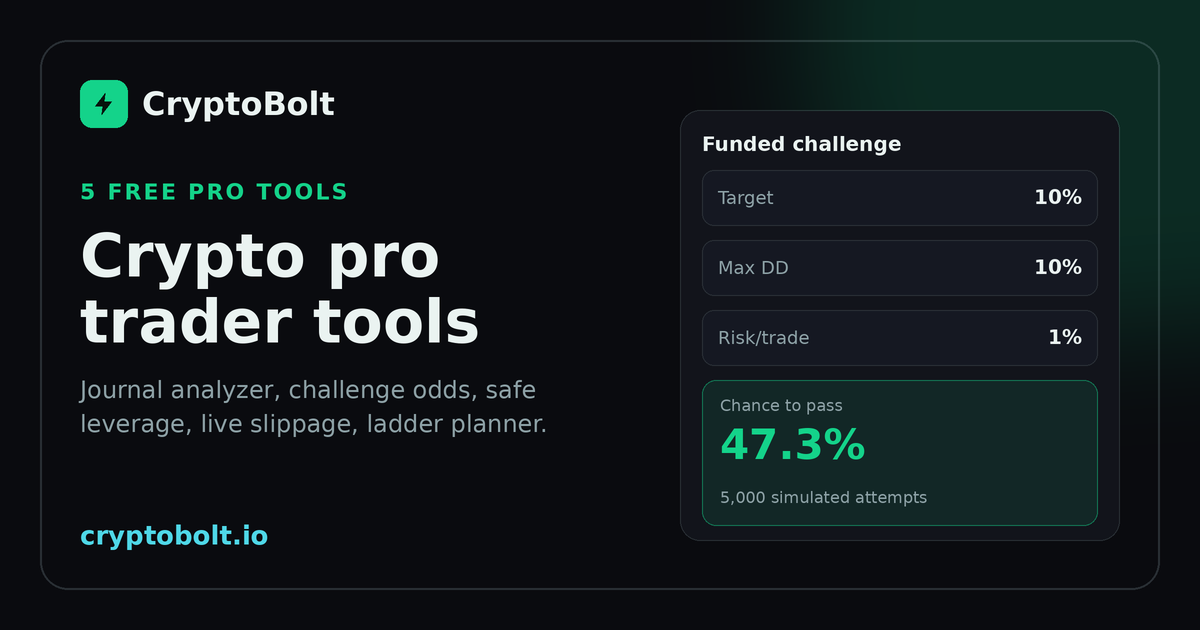 CryptoBolt
5 FREE PRO TOOLS
Crypto pro
trader tools
Journal analyzer, challenge odds, safe
leverage, live slippage, ladder planner.
cryptobolt.io
Funded challenge
Target 10%
Max DD 10%
Risk/trade 1%
Chance to pass
47.3%
5,000 simulated attempts